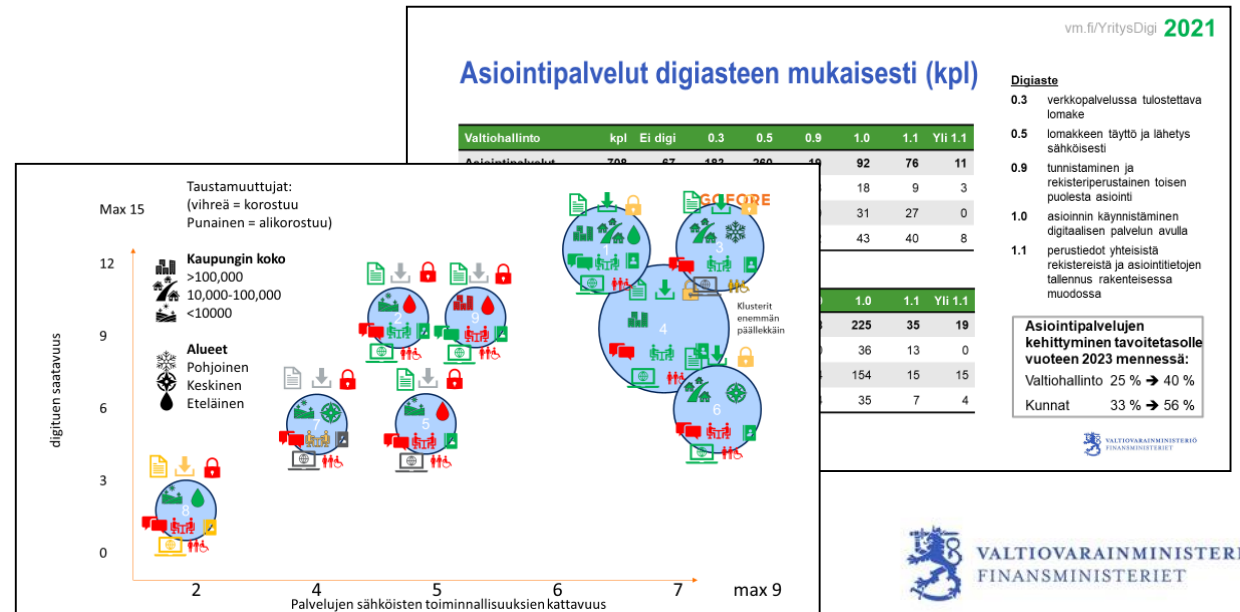 vm.fi/YritysDigi 2021
Asiointipalvelut digiasteen mukaisesti (kpl)
Valtiohallinto kpl Ei digi 0.3 0.5 0.9 1.0 1.1 Yli 1.1
Asiointipalvelut 708 67 183 260 19 92 76 11
18 9 3
31 27 0
43 40 8
1.0 1.1 Yli 1.1
225 35 19
36 13 0
154 15 15
35 7 4
Digiaste
0.3 verkkopalvelussa tulostettava
lomake
0.5 lomakkeen täyttö ja lähetys
sähköisesti
0.9 tunnistaminen ja
rekisteriperustainen toisen
puolesta asiointi
1.0 asioinnin käynnistäminen
digitaalisen palvelun avulla
1.1 perustiedot yhteisistä
rekistereistä ja asiointitietojen
tallennus rakenteisessa
muodossa
Asiointipalvelujen
kehittyminen tavoitetasolle
vuoteen 2023 mennessä:
Valtiohallinto 25 % ➔ 40 %
Kunnat 33 % ➔ 56 %
VALTIOVARAINMINISTERIÖ
FINANSMINISTERIET
Taustamuuttujat:
(vihreä = korostuu
Punainen = alikorostuu)
Kaupungin koko
>100,000
10,000-100,000
<10000
Alueet
Pohjoinen
Keskinen
Eteläinen
GOFORE
Klusterit
enemmän
päällekkäin
digituen saatavuus
Max 15
12
9
6
3
0
1
3
2
9
4
7
5
6
8
2 4 5 6 7 max 9
Palvelujen sähköisten toiminnallisuuksien kattavuus
VALTIOVARAINMINISTERI
FINANSMINISTERIET